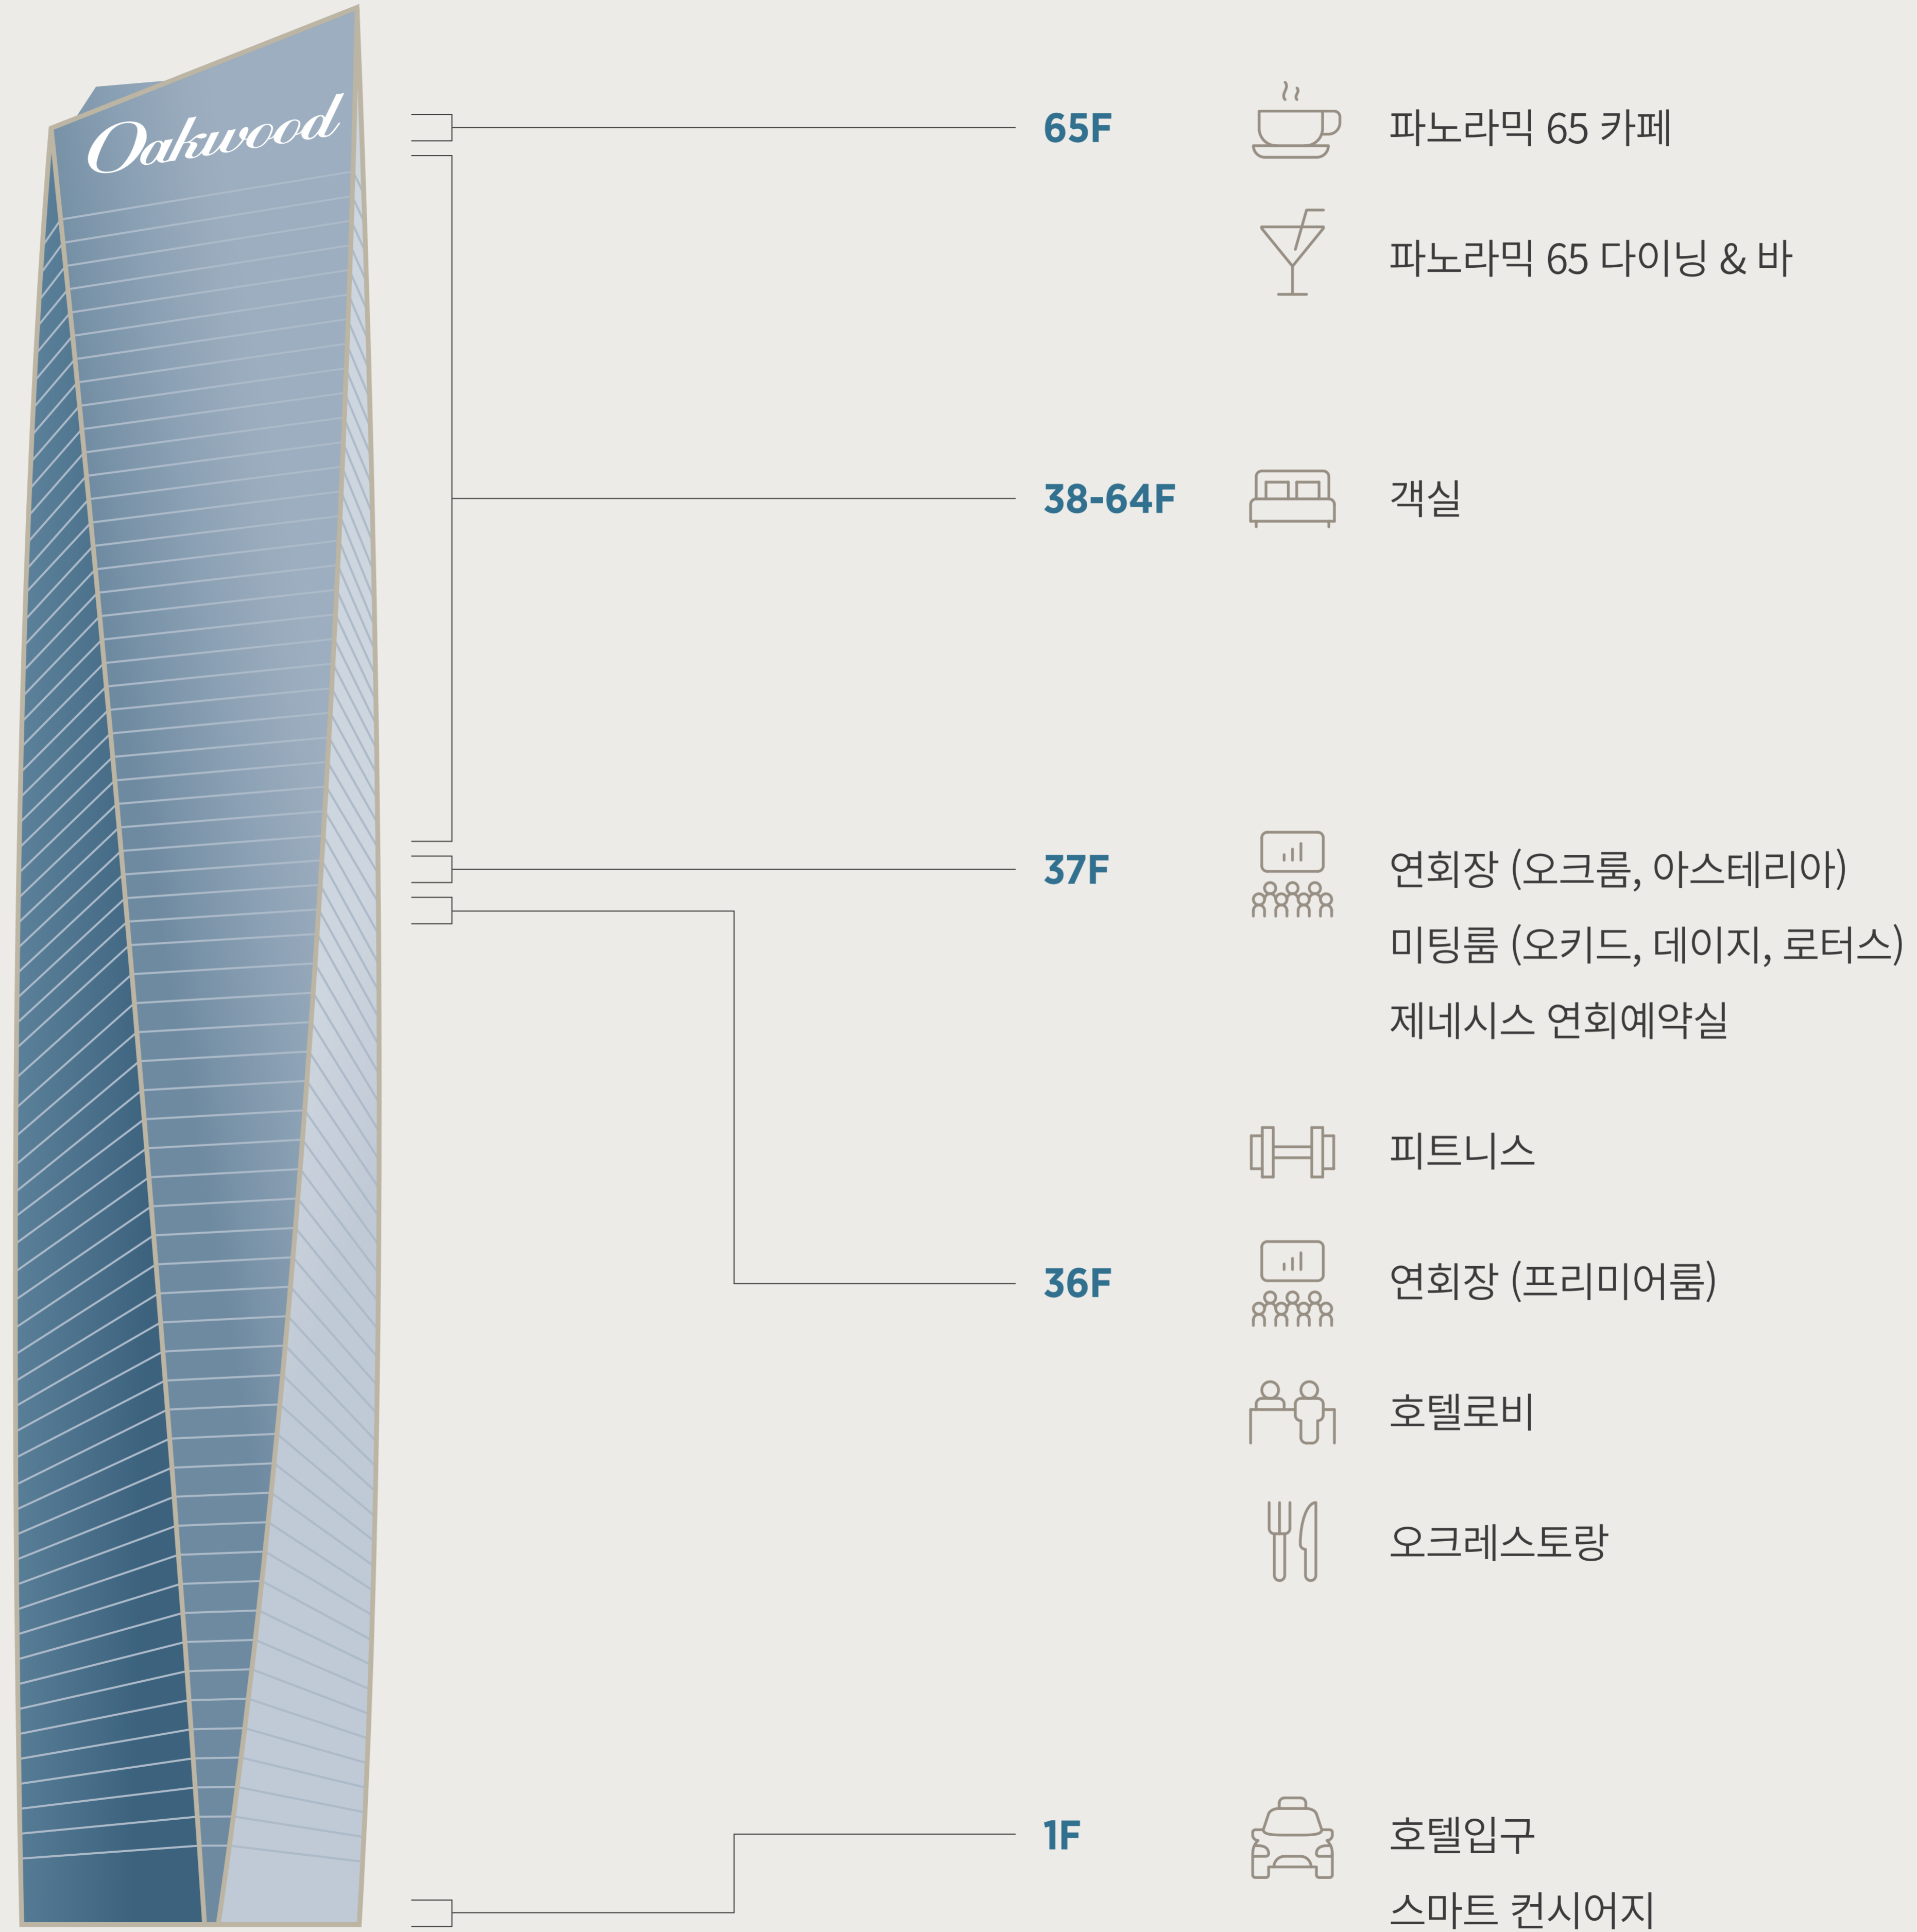 Oakwood
65F
파노라믹 65 카페
파노라믹 65 다이닝 & 바
38-64F
객실
37F
연회장 (오크룸, 아스테리아)
미팅룸 (오키드, 데이지, 로터스)
제네시스 연회예약실
피트니스
36F
연회장 (프리미어룸)
호텔로비
오크레스토랑
1F
호텔입구
스마트 컨시어지